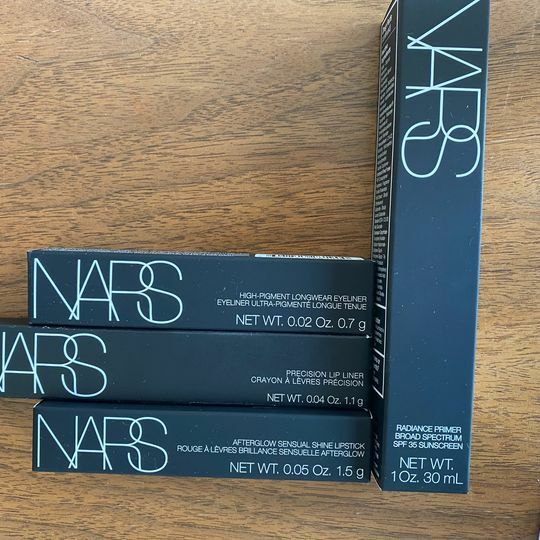 NARS
HIGH-PIGMENT LONGWEAR EYELINER
EYELINER ULTRA-PIGMENTÉ LONGUE TENUE
NET WT. 0.02 Oz. 0.7 g
NARS
PRECISION LIP LINER
CRAYON À LÈVRES PRÉCISION
NET WT. 0.04 Oz. 1.1 g
NARS
AFTERGLOW SENSUAL SHINE LIPSTICK
ROUGE À LÈVRES BRILLANCE SENSUELLE AFTERGLOW
NET WT. 0.05 Oz. 1.5 g
NARS
RADIANCE PRIMER
BROAD SPECTRUM
SPF 35 SUNSCREEN
NET WT.
1 Oz. 30 mL